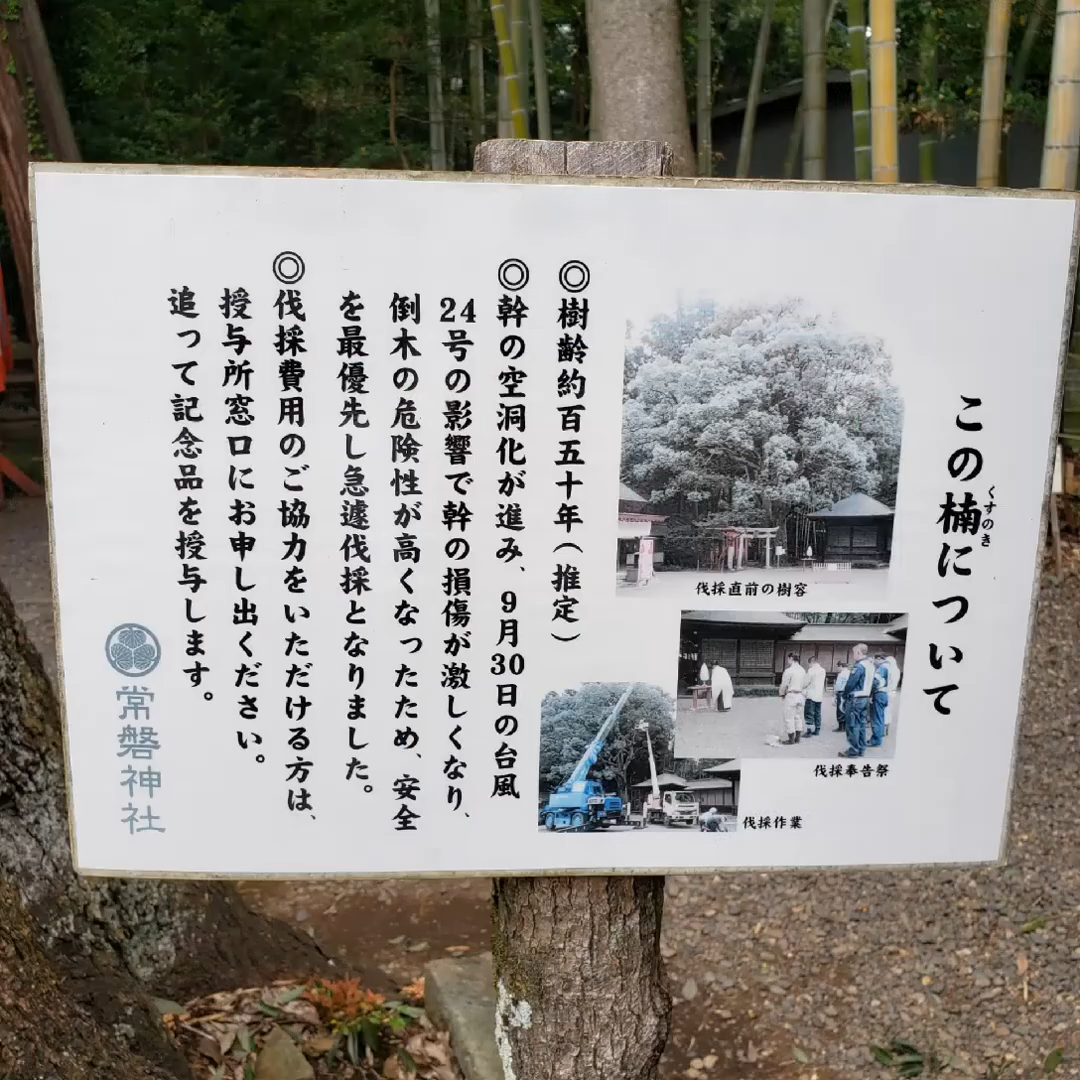 この楠について
くすのき
伐採直前の樹容
伐採奉告祭
伐採作業
◎樹齢約百五十年（推定）
◎幹の空洞化が進み、9月30日の台風
24号の影響で幹の損傷が激しくなり、
倒木の危険性が高くなったため、安全
を最優先し急遽伐採となりました。
◎伐採費用のご協力をいただける方は、
授与所窓口にお申し出ください。
追って記念品を授与します。
常磐神社